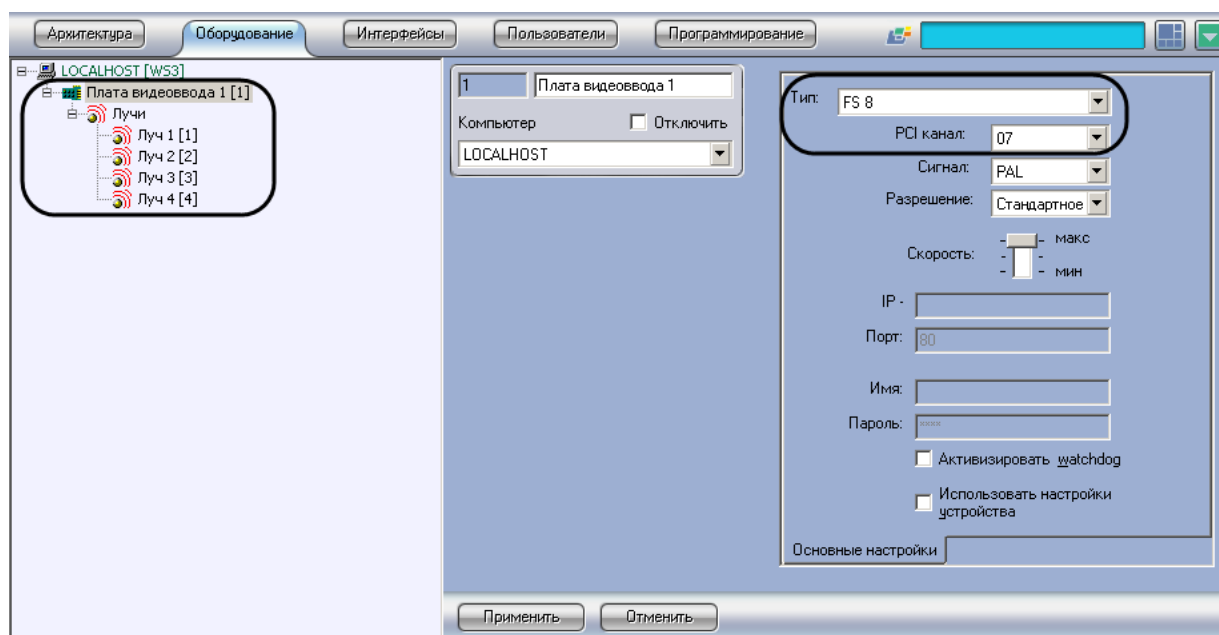 Архитектура Оборудование Интерфейсы Пользователи Программирование
LOCALHOST [WS3]
Плата видеоввода 1 [1]
Лучи
Луч 1 [1]
Луч 2 [2]
Луч 3 [3]
Луч 4 [4]
1 Плата видеоввода 1
Компьютер Отключить
LOCALHOST
Тип: FS 8
PCI канал: 07
Сигнал: PAL
Разрешение: Стандартное
Скорость: макс
мин
IP -
Порт: 80
Имя:
Пароль: ****
Активизировать watchdog
Использовать настройки
устройства
Основные настройки
Применить Отменить